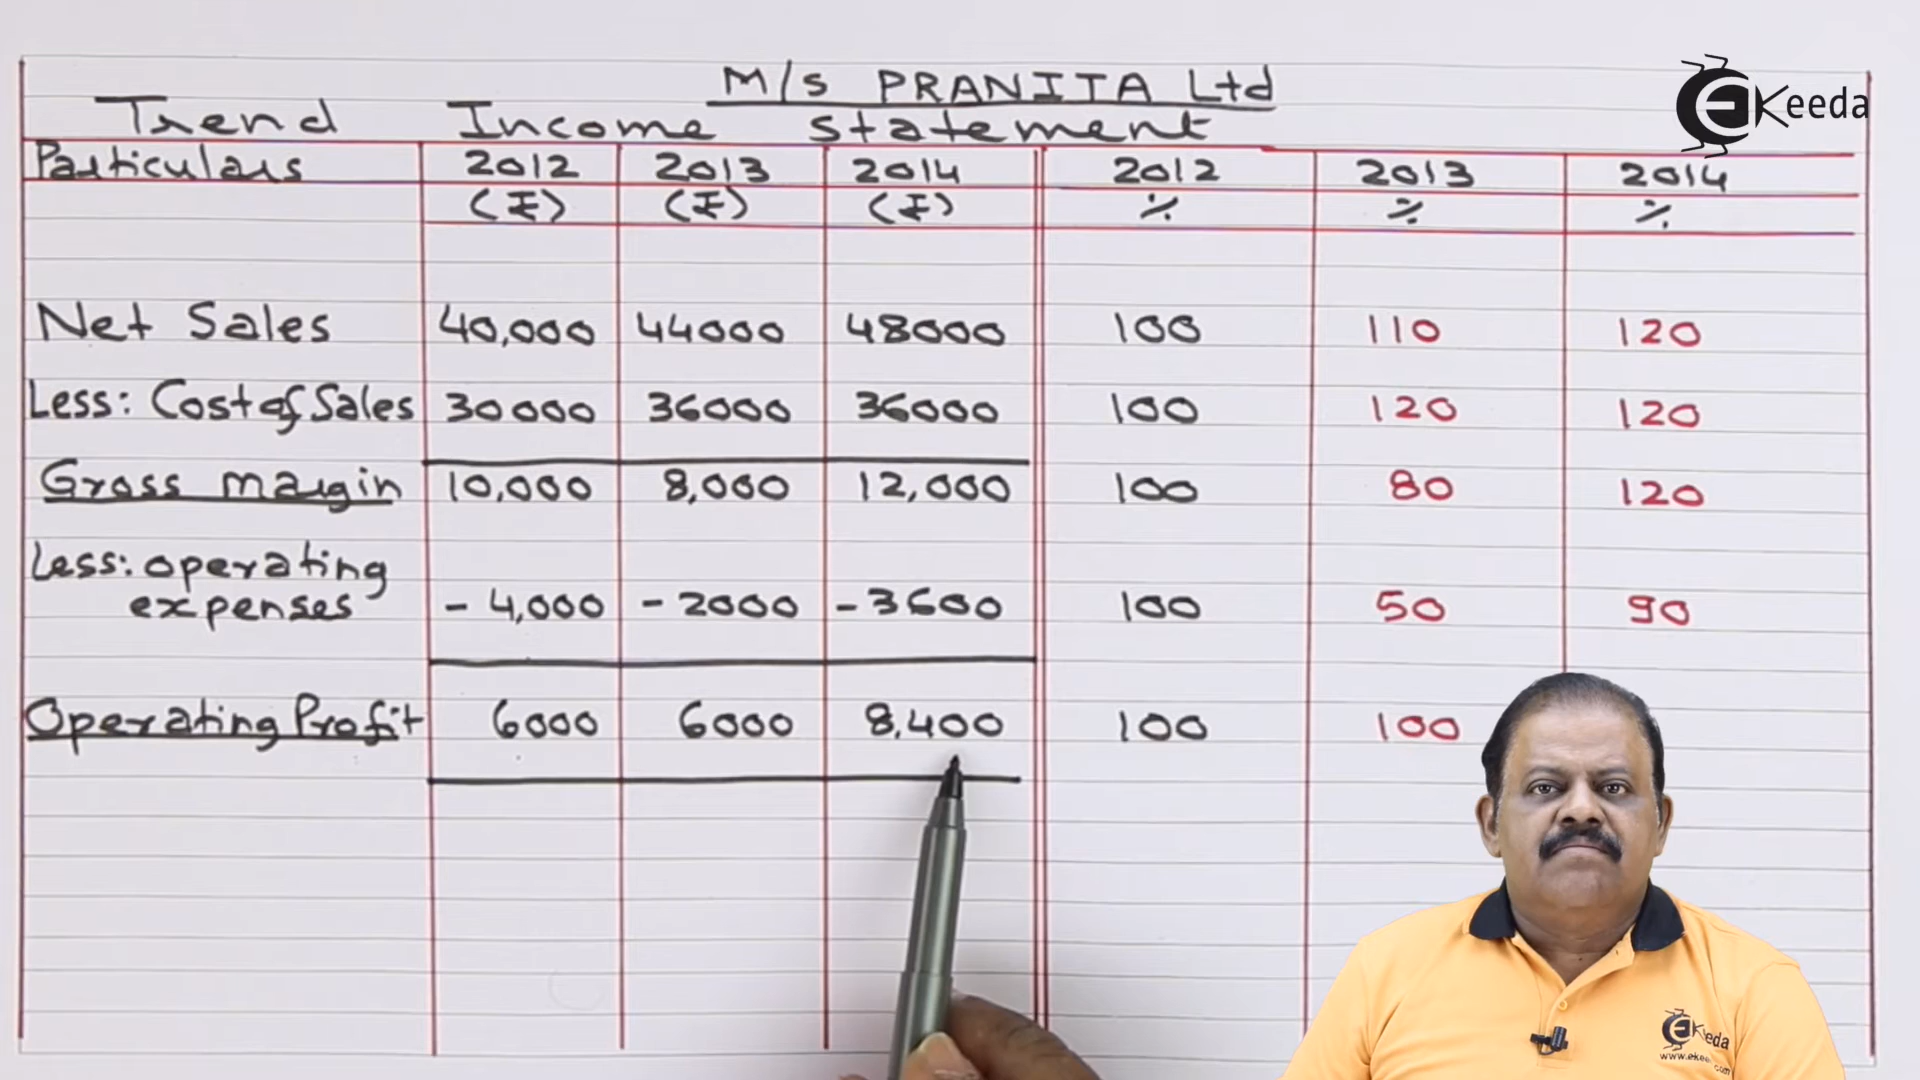 M/s PRANITA Ltd
Trend Income Statement
EKeeda
Particulars 2012 2013 2014 2012 2013 2014
(₹) (₹) (₹) % % %
Net Sales 40,000 44000 48000 100 110 120
Less: Cost of Sales 30000 36000 36000 100 120 120
Gross margin 10,000 8,000 12,000 100 80 120
Less: operating
expenses - 4,000 - 2000 - 3600 100 50 90
Operating Profit 6000 6000 8,400 100 100
EKeeda